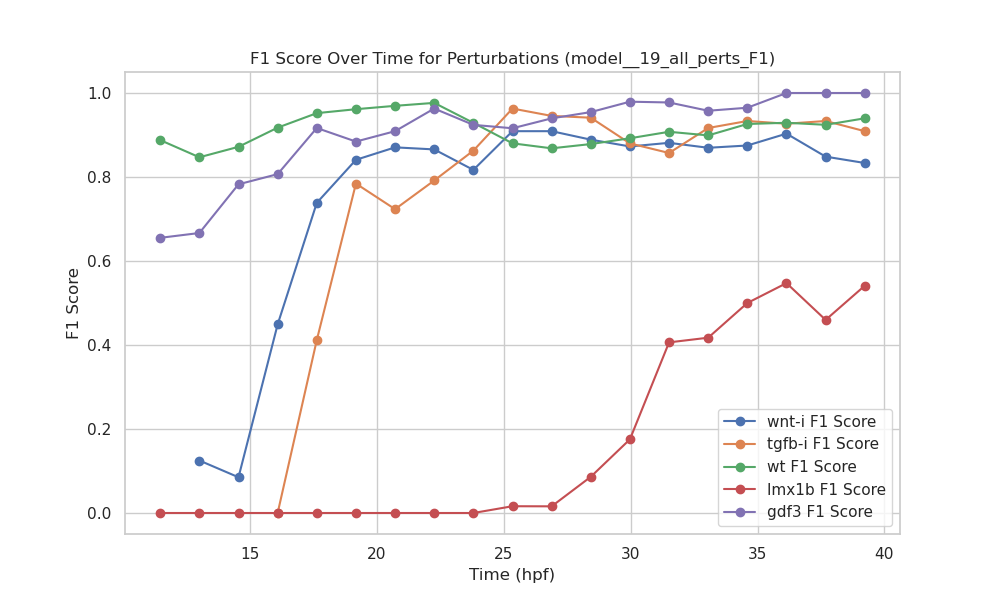 F1 Score Over Time for Perturbations (model__19_all_perts_F1)
F1 Score
1.0
0.8
0.6
0.4
0.2
0.0
15
20
25
30
35
40
Time (hpf)
wnt-i F1 Score
tgfb-i F1 Score
wt F1 Score
lmx1b F1 Score
gdf3 F1 Score